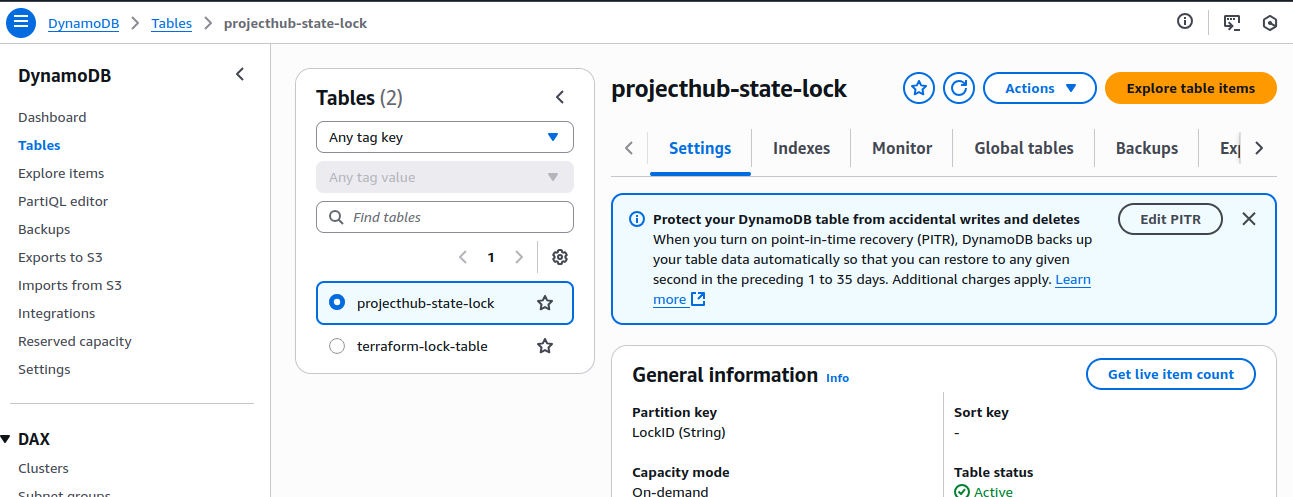 DynamoDB > Tables > projecthub-state-lock
DynamoDB
Dashboard
Tables
Explore items
PartiQL editor
Backups
Exports to S3
Imports from S3
Integrations
Reserved capacity
Settings
DAX
Clusters
Subnet groups
Tables (2)
Any tag key
Any tag value
Find tables
1
projecthub-state-lock
terraform-lock-table
projecthub-state-lock
Actions
Explore table items
Settings
Indexes
Monitor
Global tables
Backups
Protect your DynamoDB table from accidental writes and deletes
When you turn on point-in-time recovery (PITR), DynamoDB backs up
your table data automatically so that you can restore to any given
second in the preceding 1 to 35 days. Additional charges apply. Learn
more
Edit PITR
General information Info
Get live item count
Partition key
LockID (String)
Sort key
-
Capacity mode
On-demand
Table status
Active